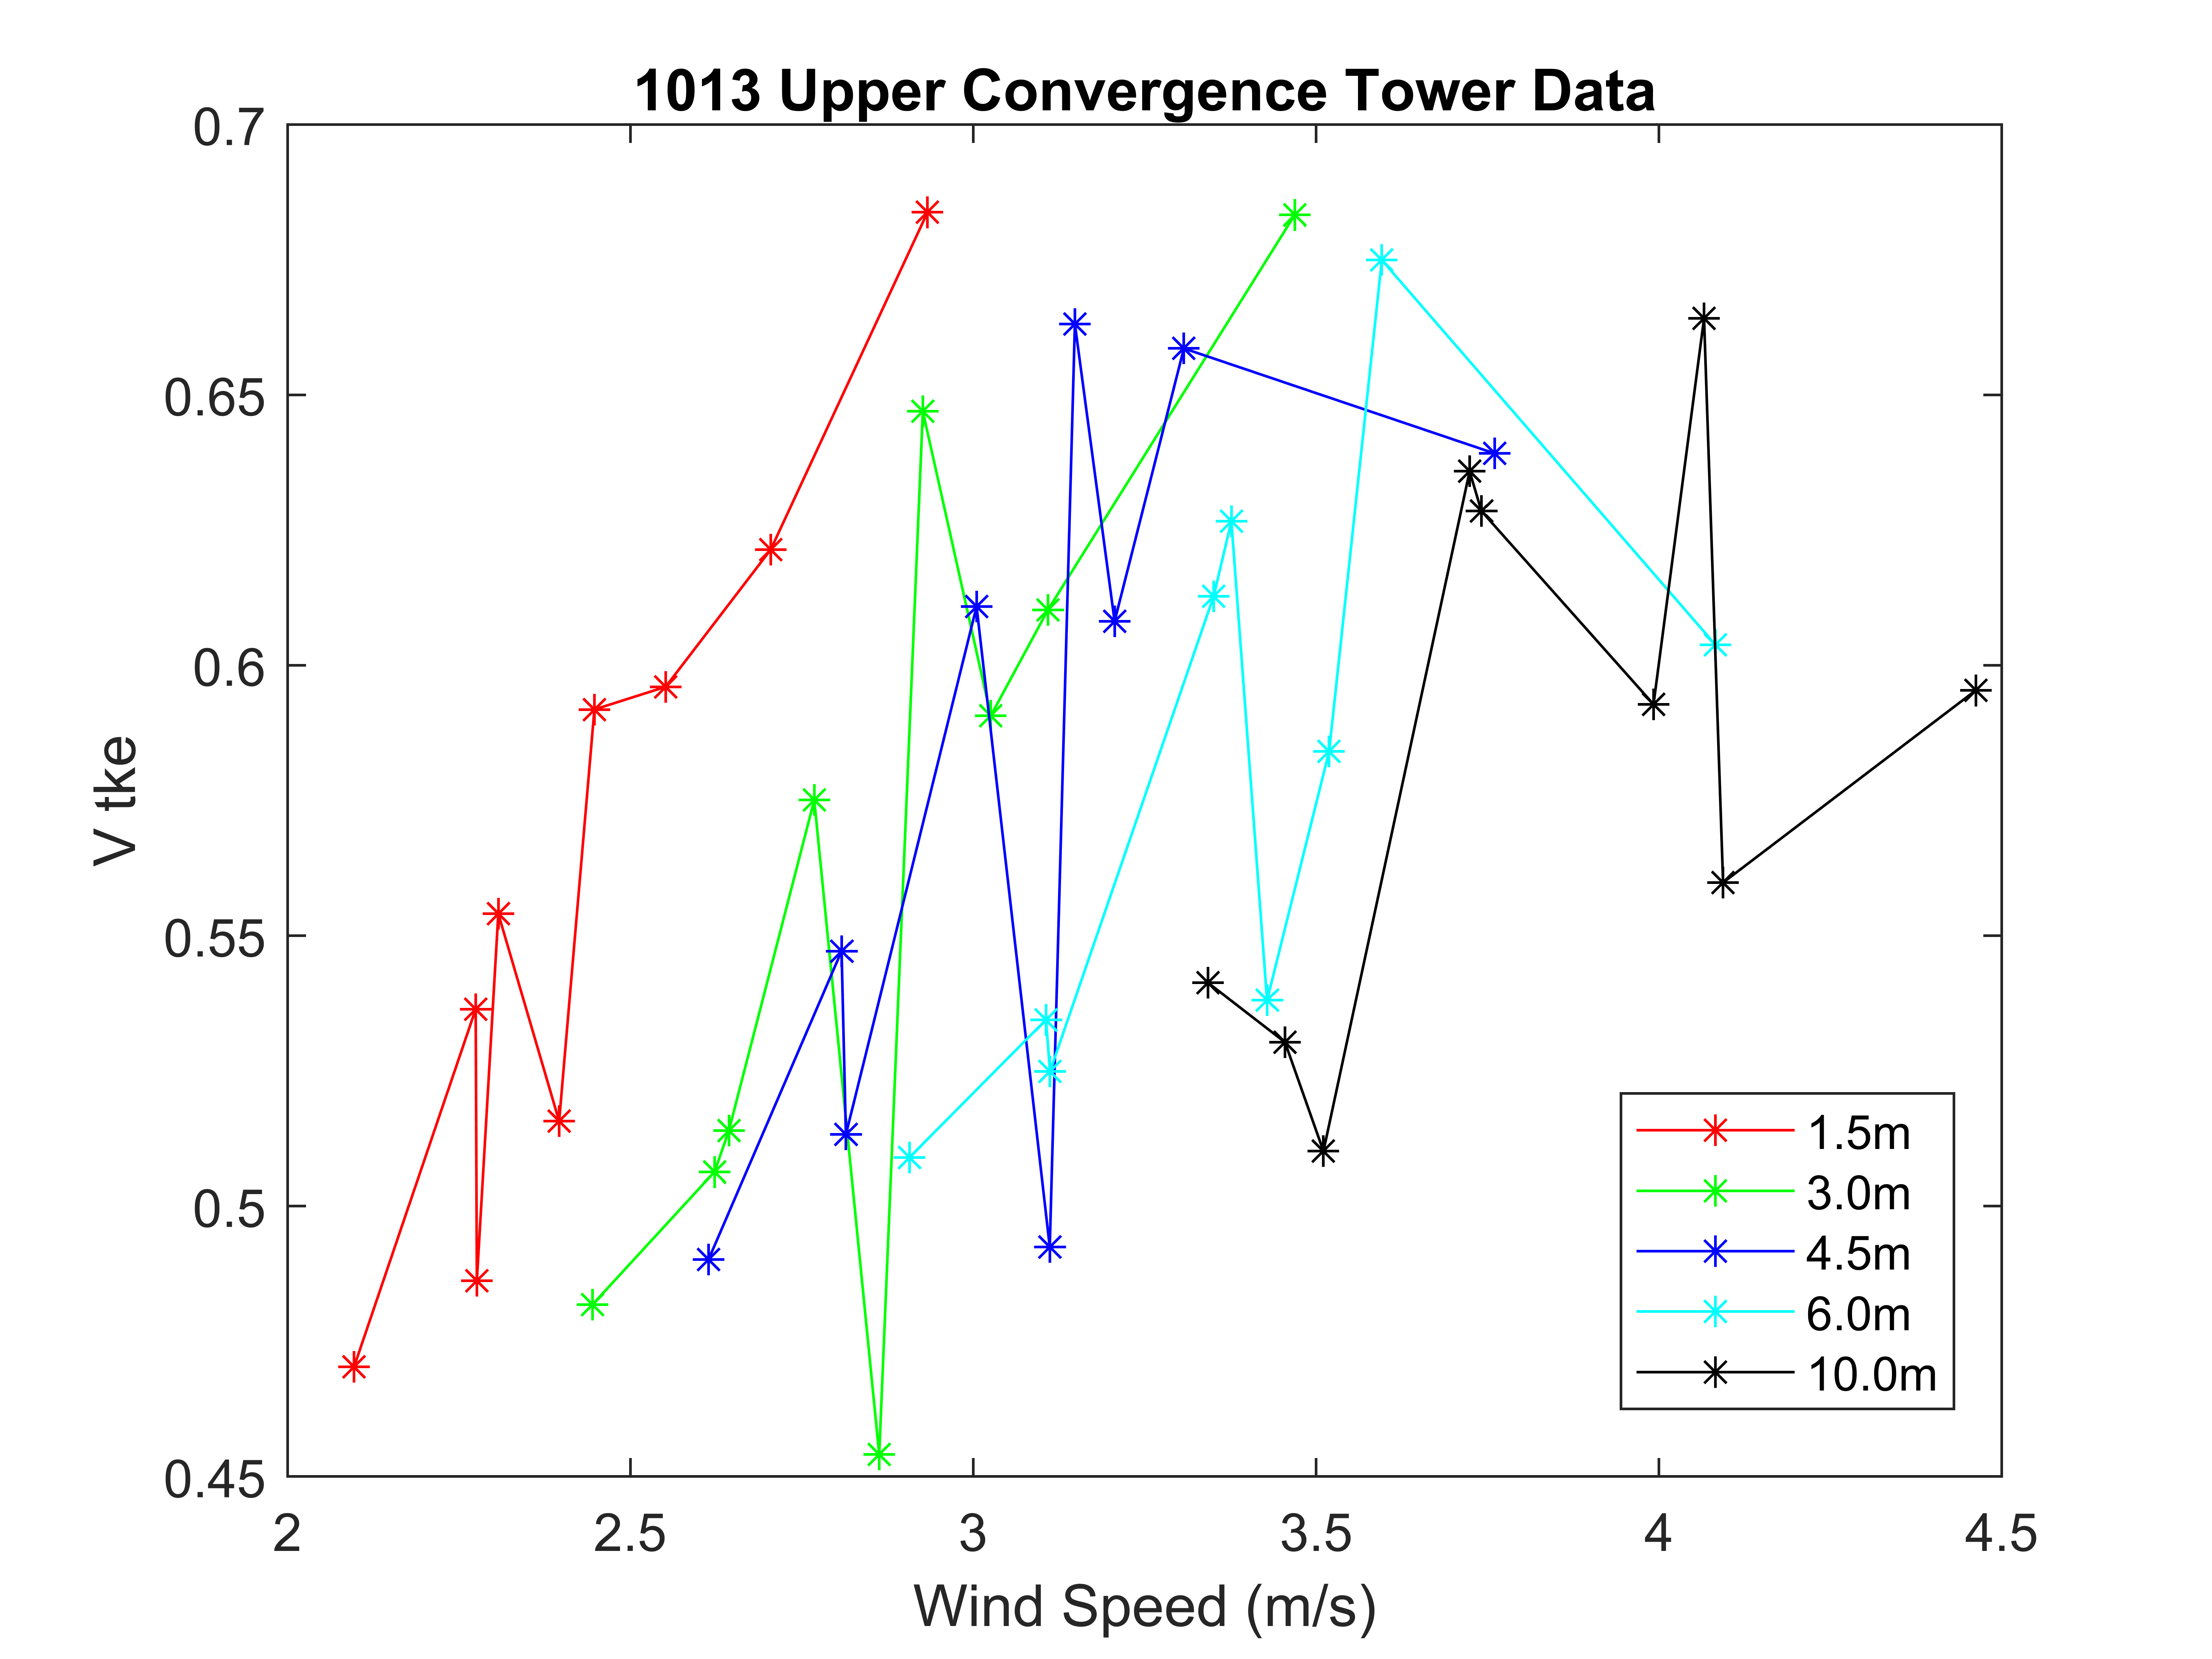 1013 Upper Convergence Tower Data
0.7
0.65
0.6
0.55
0.5
0.45
V tke
2 2.5 3 3.5 4 4.5
Wind Speed (m/s)
1.5m
3.0m
4.5m
6.0m
10.0m